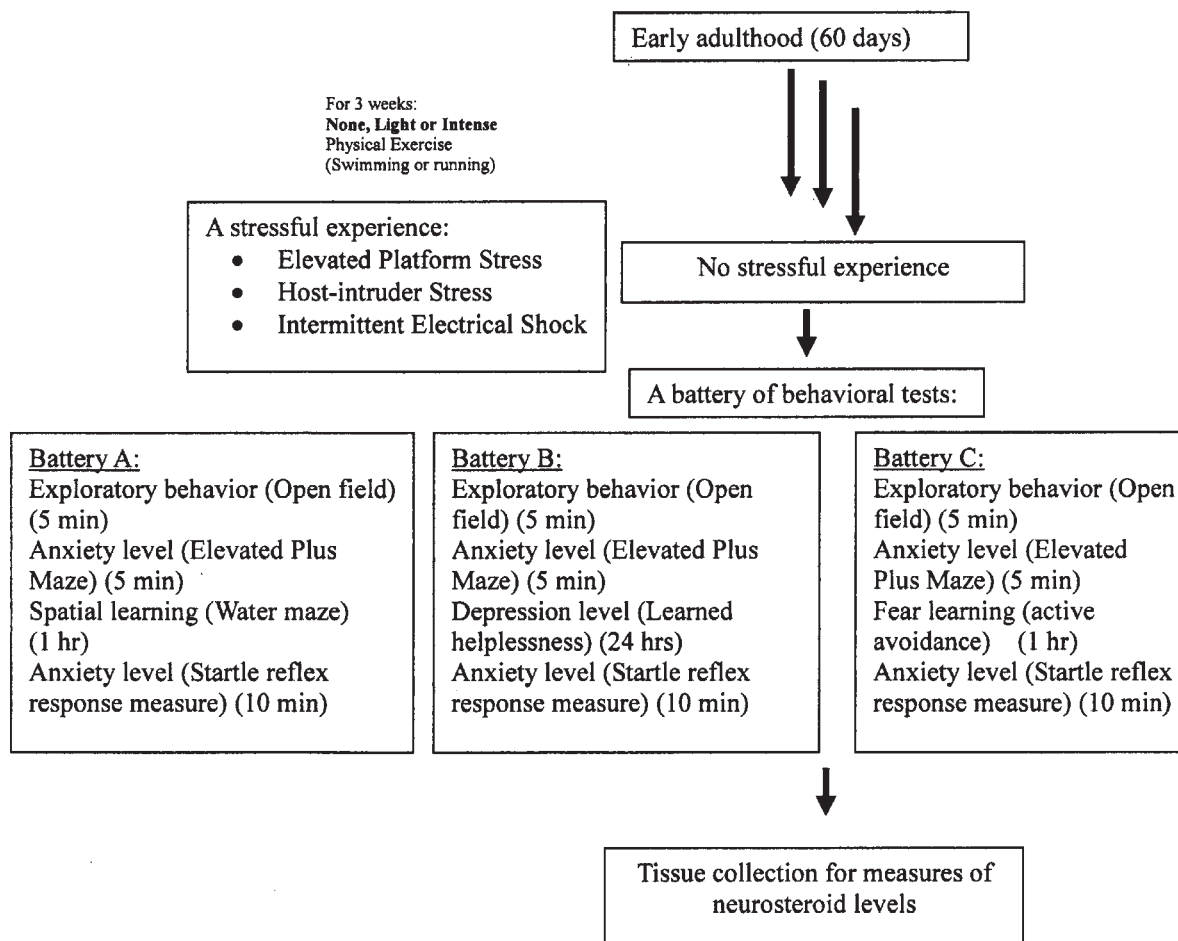 Early adulthood (60 days)
For 3 weeks:
None, Light or Intense
Physical Exercise
(Swimming or running)
A stressful experience:
• Elevated Platform Stress
• Host-intruder Stress
• Intermittent Electrical Shock
No stressful experience
A battery of behavioral tests:
Battery A:
Exploratory behavior (Open field)
(5 min)
Anxiety level (Elevated Plus
Maze) (5 min)
Spatial learning (Water maze)
(1 hr)
Anxiety level (Startle reflex
response measure) (10 min)
Battery B:
Exploratory behavior (Open
field) (5 min)
Anxiety level (Elevated Plus
Maze) (5 min)
Depression level (Learned
helplessness) (24 hrs)
Anxiety level (Startle reflex
response measure) (10 min)
Battery C:
Exploratory behavior (Open
field) (5 min)
Anxiety level (Elevated
Plus Maze) (5 min)
Fear learning (active
avoidance) (1 hr)
Anxiety level (Startle reflex
response measure) (10 min)
Tissue collection for measures of
neurosteroid levels